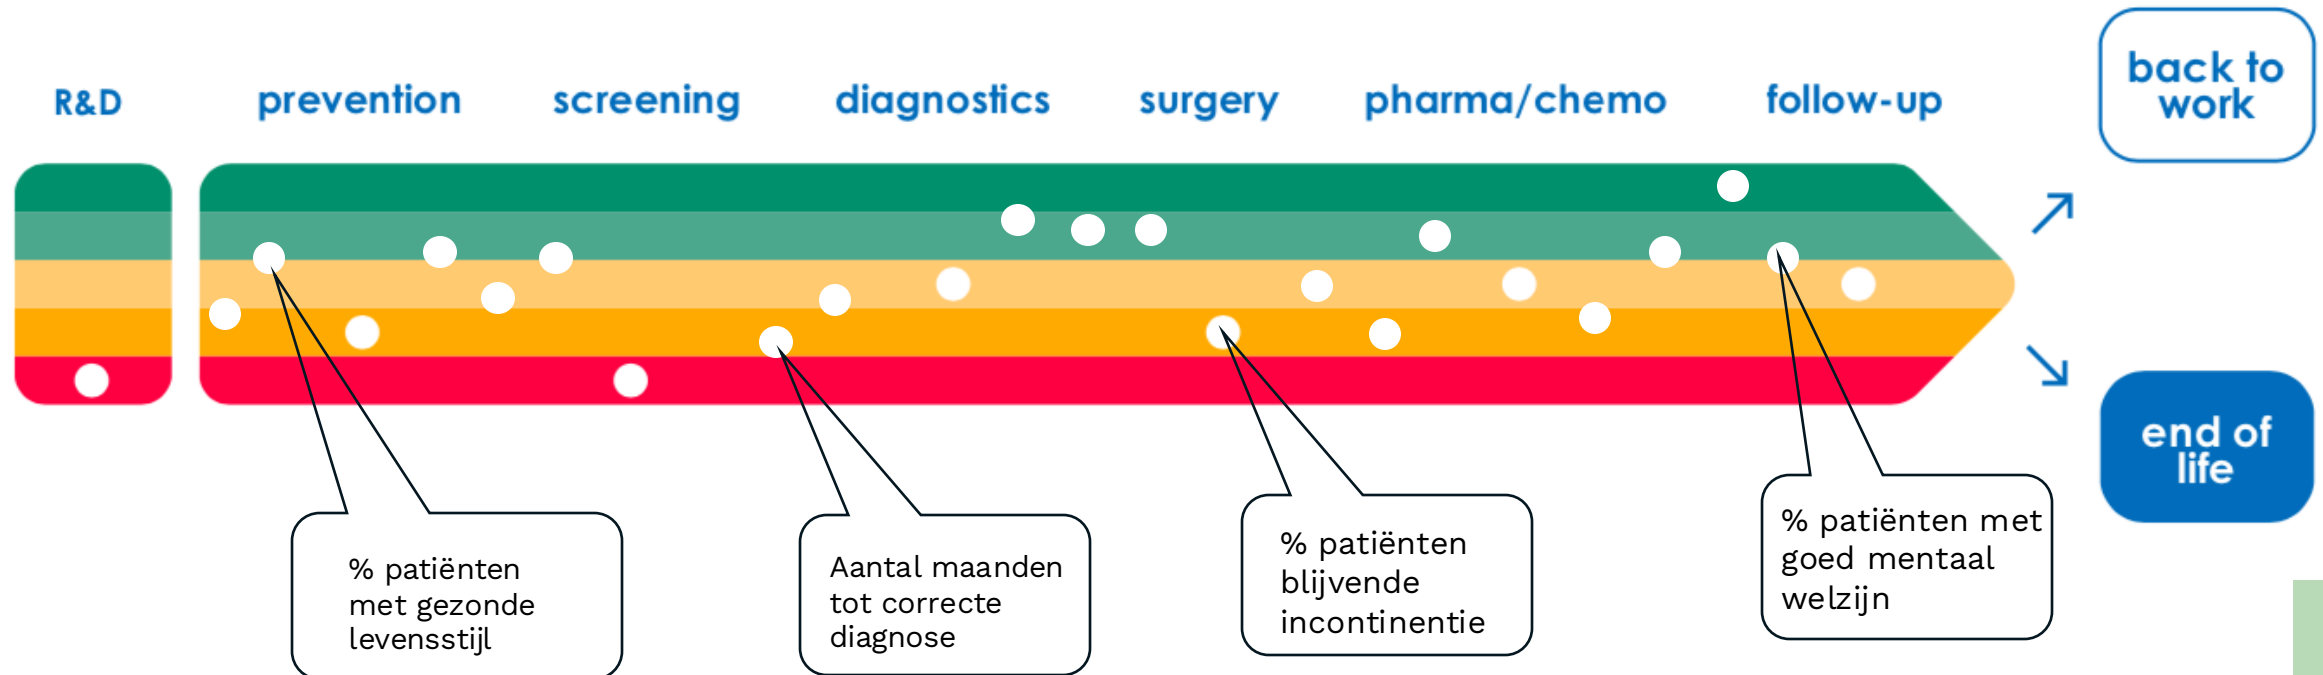 R&D
prevention
screening
diagnostics
surgery
pharma/chemo
follow-up
back to
work
end of
life
% patiënten
met gezonde
levensstijl
Aantal maanden
tot correcte
diagnose
% patiënten
blijvende
incontinentie
% patiënten met
goed mentaal
welzijn